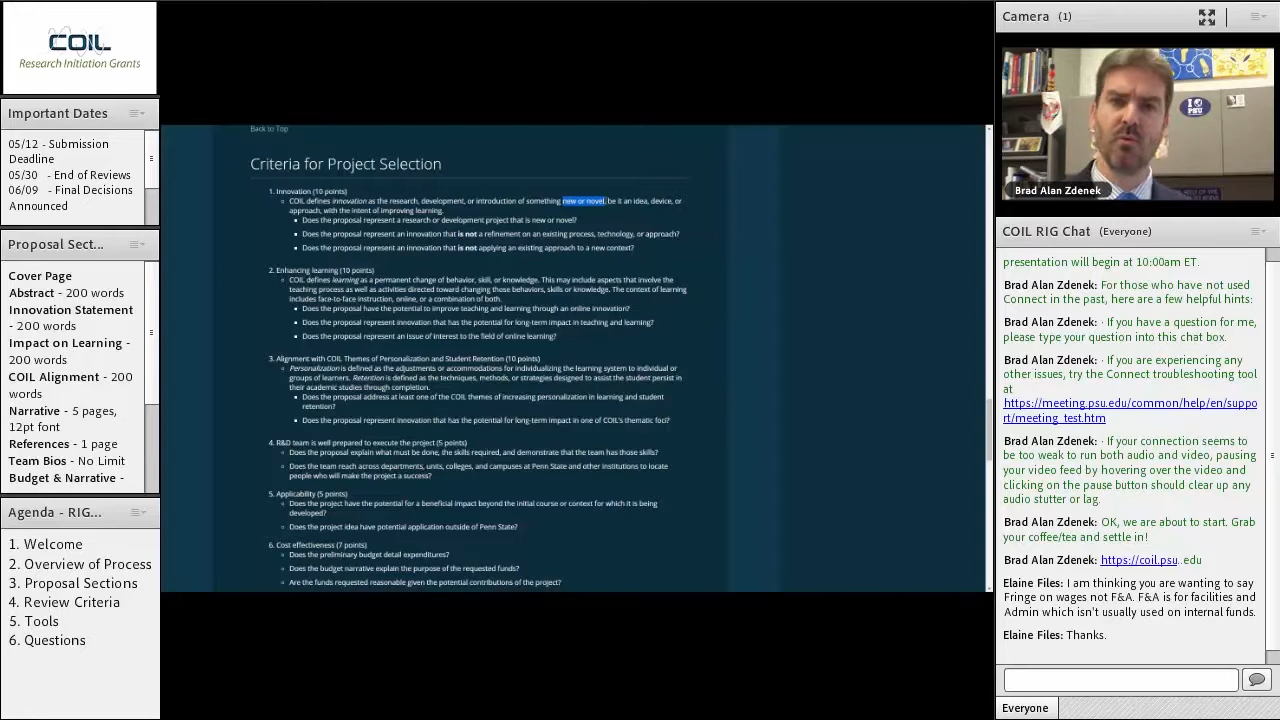 COIL
Research Initiation Grants
Important Dates
05/12 - Submission
Deadline
05/30 - End of Reviews
06/09 - Final Decisions
Announced
Proposal Sect...
Cover Page
Abstract - 200 words
Innovation Statement
- 200 words
Impact on Learning -
200 words
COIL Alignment - 200
words
Narrative - 5 pages,
12pt font
References - 1 page
Team Bios - No Limit
Budget & Narrative -
Agenda - RIG...
1. Welcome
2. Overview of Process
3. Proposal Sections
4. Review Criteria
5. Tools
6. Questions
Back to Top
Criteria for Project Selection
1. Innovation (10 points)
COIL defines innovation as the research, development, or introduction of something new or novel, be it an idea, device, or
approach, with the intent of improving learning.
Does the proposal represent a research or development project that is new or novel?
Does the proposal represent an innovation that is not a refinement on an existing process, technology, or approach?
Does the proposal represent an innovation that is not applying an existing approach to a new context?
2. Enhancing learning (10 points)
COIL defines learning as a permanent change of behavior, skill, or knowledge. This may include aspects that involve the
teaching process as well as activities directed toward changing those behaviors, skills or knowledge. The context of learning
includes face-to-face instruction, online, or a combination of both.
Does the proposal have the potential to improve teaching and learning through an online innovation?
Does the proposal represent innovation that has the potential for long-term impact in teaching and learning?
Does the proposal represent an issue of interest to the field of online learning?
3. Alignment with COIL Themes of Personalization and Student Retention (10 points)
Personalization is defined as the adjustments or accommodations for individualizing the learning system to individual or
groups of learners. Retention is defined as the techniques, methods, or strategies designed to assist the student persist in
their academic studies through completion.
Does the proposal address at least one of the COIL themes of increasing personalization in learning and student
retention?
Does the proposal represent innovation that has the potential for long-term impact in one of COIL's thematic foci?
4. R&D team is well prepared to execute the project (5 points)
Does the proposal explain what must be done, the skills required, and demonstrate that the team has those skills?
Does the team reach across departments, units, colleges, and campuses at Penn State and other institutions to locate
people who will make the project a success?
5. Applicability (5 points)
Does the project have the potential for a beneficial impact beyond the initial course or context for which it is being
developed?
Does the project idea have potential application outside of Penn State?
6. Cost effectiveness (7 points)
Does the preliminary budget detail expenditures?
Does the budget narrative explain the purpose of the requested funds?
Are the funds requested reasonable given the potential contributions of the project?
Camera (1)
I PSU
Brad Alan Zdenek
COIL RIG Chat (Everyone)
presentation will begin at 10:00am ET.
Brad Alan Zdenek: For those who have not used
Connect in the past, here are a few helpful hints:
Brad Alan Zdenek: · If you have a question for me,
please type your question into this chat box.
Brad Alan Zdenek: · If you are experiencing any
other issues, try the Connect troubleshooting tool
at
https://meeting.psu.edu/common/help/en/suppo
rt/meeting_test.htm
Brad Alan Zdenek: · If your connection seems to
be too weak to run both audio and video, pausing
your video feed by hovering over the video and
clicking on the pause button should clear up any
audio stutter or lag.
Brad Alan Zdenek: OK, we are about to start. Grab
your coffee/tea and settle in!
Brad Alan Zdenek: https://coil.psu..edu
Elaine Files: I am thinking you are wanting to say
Fringe on wages not F&A. F&A is for facilities and
Admin which isn't usually used on internal funds.
Elaine Files: Thanks.
Everyone